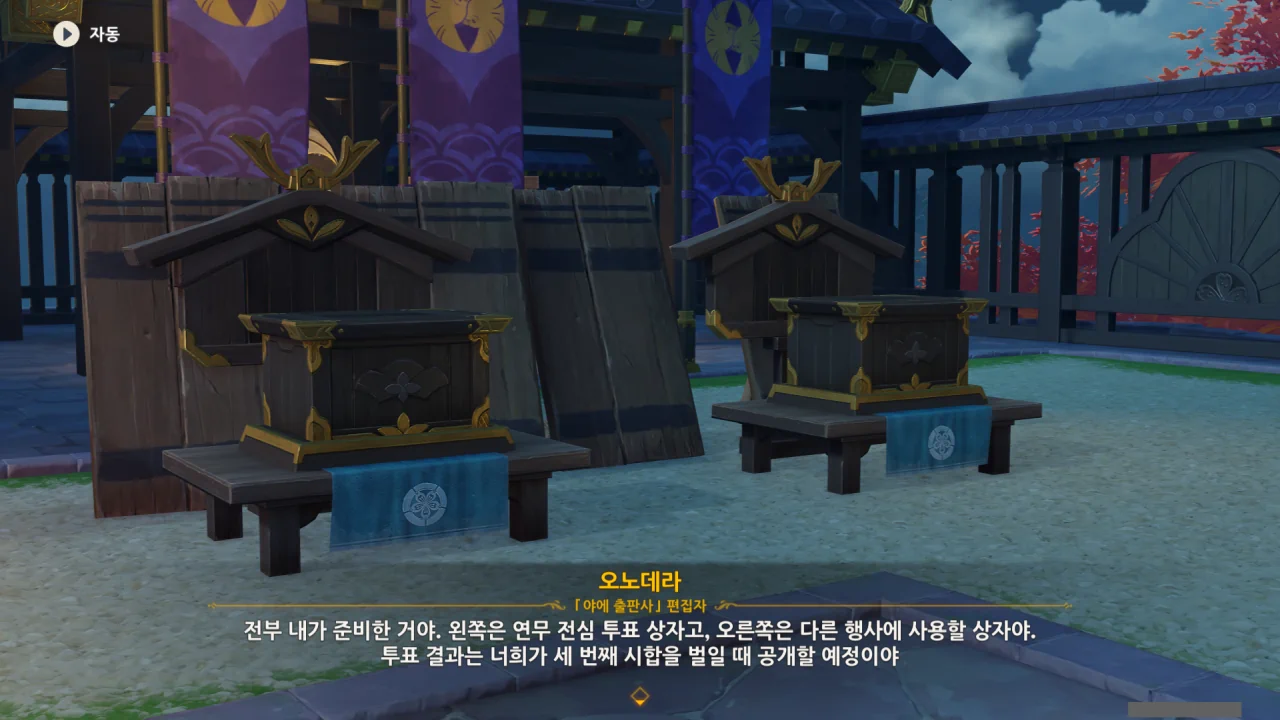 자동
오노데라
「야에 출판사」 편집자
전부 내가 준비한 거야. 왼쪽은 연무 전심 투표 상자고, 오른쪽은 다른 행사에 사용할 상자야.
투표 결과는 너희가 세 번째 시합을 벌일 때 공개할 예정이야